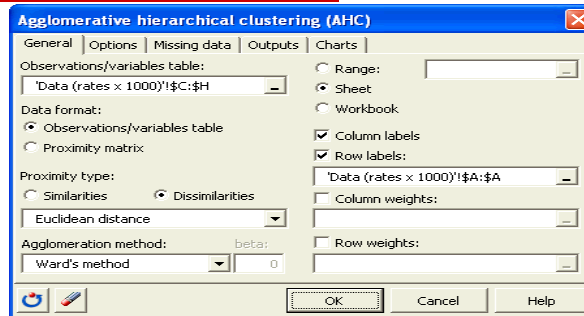 Agglomerative hierarchical clustering (AHC)
General Options Missing data Outputs Charts
Observations/variables table:
'Data (rates x 1000)'!$C:$H
Data format:
Observations/variables table
Proximity matrix
Proximity type:
Similarities Dissimilarities
Euclidean distance
Agglomeration method: beta:
Ward's method 0
Range:
Sheet
Workbook
Column labels
Row labels:
'Data (rates x 1000)'!$A:$A
Column weights:
Row weights:
OK Cancel Help